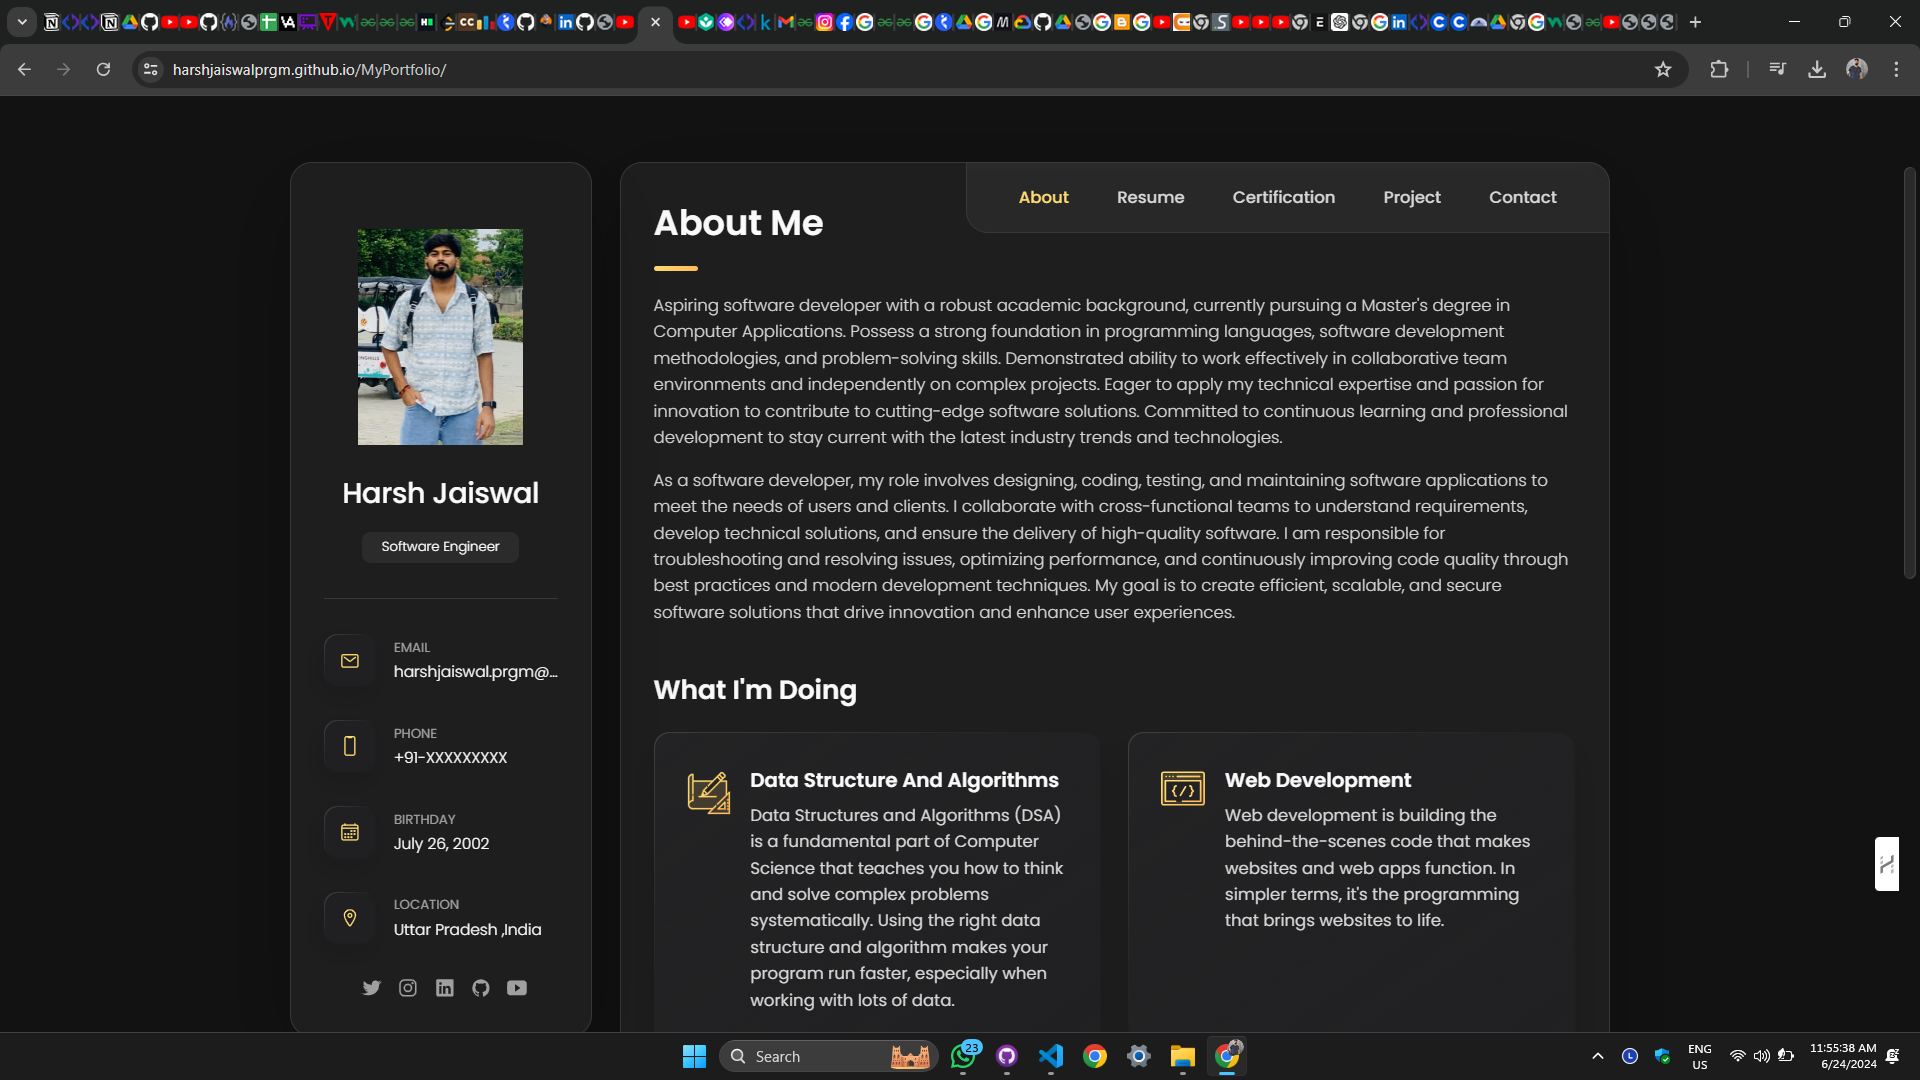 harshjaiswalprgm.github.io/MyPortfolio/
About
Resume
Certification
Project
Contact
Harsh Jaiswal
Software Engineer
EMAIL
harshjaiswal.prgm@...
PHONE
+91-XXXXXXXXX
BIRTHDAY
July 26, 2002
LOCATION
Uttar Pradesh ,India
About Me
Aspiring software developer with a robust academic background, currently pursuing a Master's degree in
Computer Applications. Possess a strong foundation in programming languages, software development
methodologies, and problem-solving skills. Demonstrated ability to work effectively in collaborative team
environments and independently on complex projects. Eager to apply my technical expertise and passion for
innovation to contribute to cutting-edge software solutions. Committed to continuous learning and professional
development to stay current with the latest industry trends and technologies.
As a software developer, my role involves designing, coding, testing, and maintaining software applications to
meet the needs of users and clients. I collaborate with cross-functional teams to understand requirements,
develop technical solutions, and ensure the delivery of high-quality software. I am responsible for
troubleshooting and resolving issues, optimizing performance, and continuously improving code quality through
best practices and modern development techniques. My goal is to create efficient, scalable, and secure
software solutions that drive innovation and enhance user experiences.
What I'm Doing
Data Structure And Algorithms
Data Structures and Algorithms (DSA)
is a fundamental part of Computer
Science that teaches you how to think
and solve complex problems
systematically. Using the right data
structure and algorithm makes your
program run faster, especially when
working with lots of data.
Web Development
Web development is building the
behind-the-scenes code that makes
websites and web apps function. In
simpler terms, it's the programming
that brings websites to life.
Search
23
ENG
US
11:55:38 AM
6/24/2024